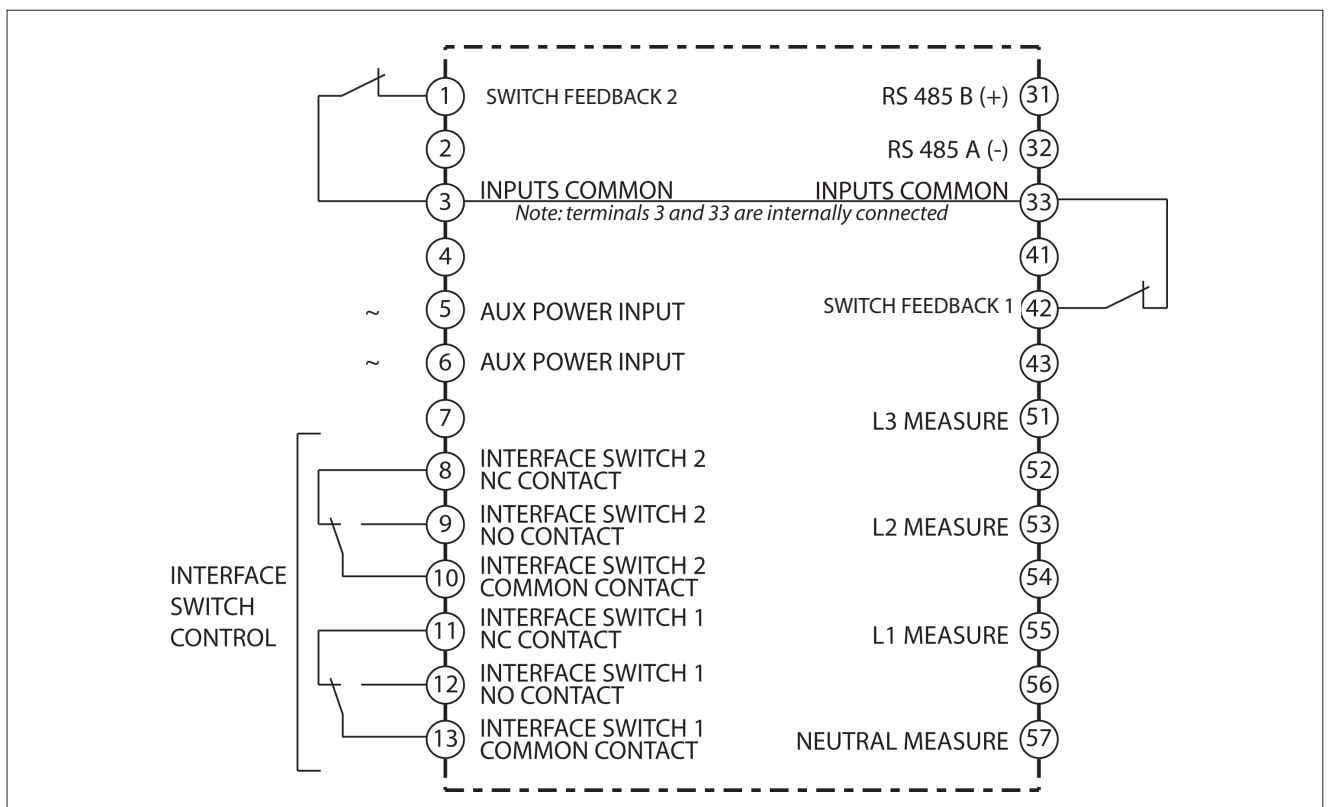 1 SWITCH FEEDBACK 2
RS 485 B (+) 31
2
RS 485 A (-) 32
3 INPUTS COMMON
INPUTS COMMON 33
Note: terminals 3 and 33 are internally connected
4
41
~ 5 AUX POWER INPUT
SWITCH FEEDBACK 1 42
~ 6 AUX POWER INPUT
43
7
L3 MEASURE 51
8 INTERFACE SWITCH 2
NC CONTACT
52
9 INTERFACE SWITCH 2
NO CONTACT
L2 MEASURE 53
10 INTERFACE SWITCH 2
COMMON CONTACT
54
INTERFACE
SWITCH
CONTROL
11 INTERFACE SWITCH 1
NC CONTACT
L1 MEASURE 55
12 INTERFACE SWITCH 1
NO CONTACT
56
13 INTERFACE SWITCH 1
COMMON CONTACT
NEUTRAL MEASURE 57